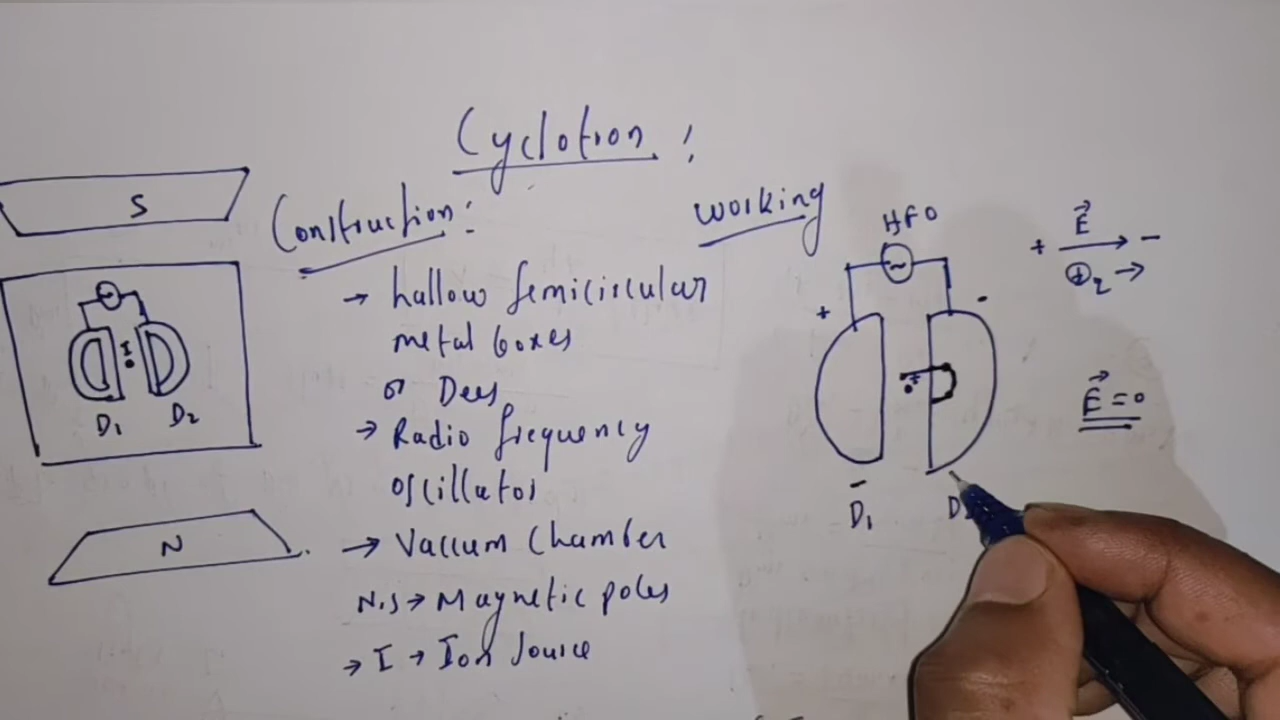 Cyclotron :
S
Construction :
→ hallow semicircular
metal boxes
or Dees
→ Radio frequency
oscillator
→ Vaccum Chamber
N,S → Magnetic poles
→ I → Ion source
I
D₁ D₂
N
working
HFO
+ -
+
- 
D₁
E⃗
+ → -
⊕q →
E⃗ = 0